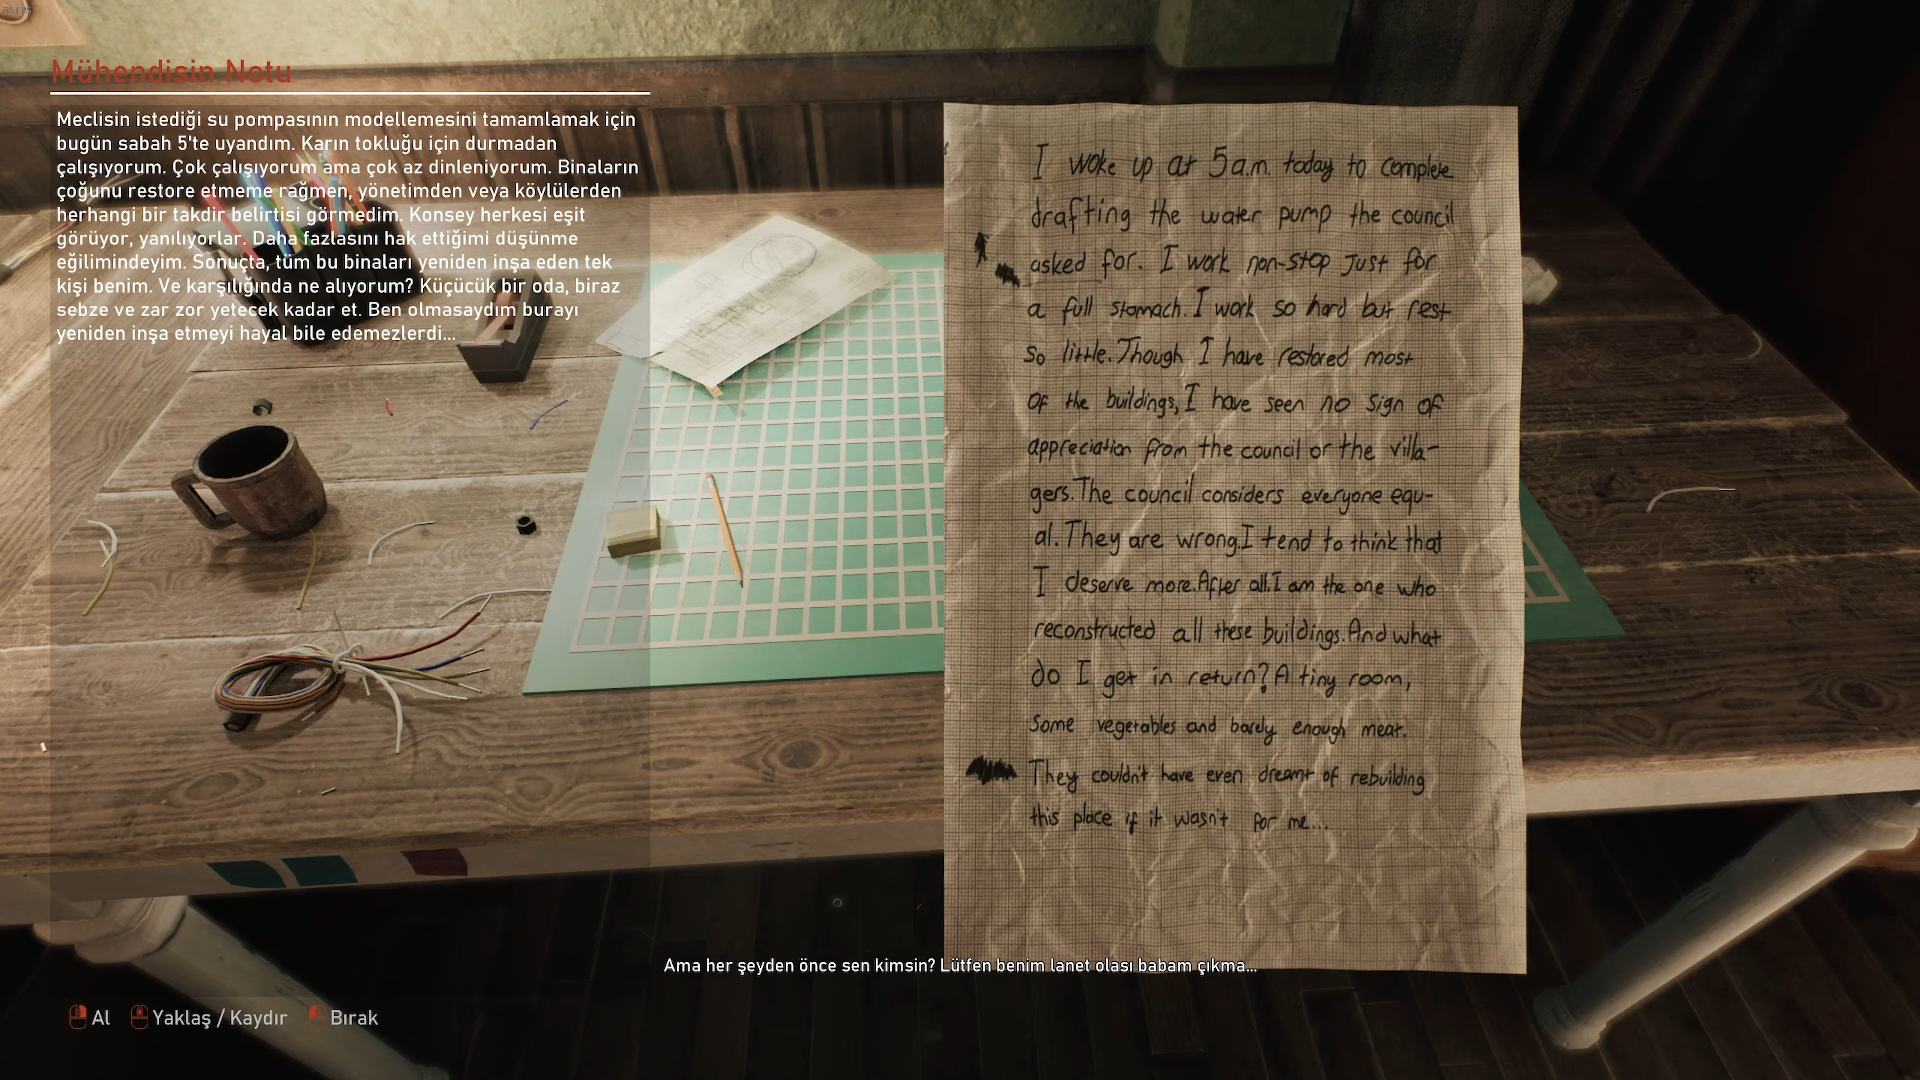 Mühendisin Notu
Meclisin istediği su pompasının modellemesini tamamlamak için
bugün sabah 5'te uyandım. Karın tokluğu için durmadan
çalışıyorum. Çok çalışıyorum ama çok az dinleniyorum. Binaların
çoğunu restore etmeme rağmen, yönetimden veya köylülerden
herhangi bir takdir belirtisi görmedim. Konsey herkesi eşit
görüyor, yanılıyorlar. Daha fazlasını hak ettiğimi düşünme
eğilimindeyim. Sonuçta, tüm bu binaları yeniden inşa eden tek
kişi benim. Ve karşılığında ne alıyorum? Küçücük bir oda, biraz
sebze ve zar zor yetecek kadar et. Ben olmasaydım burayı
yeniden inşa etmeyi hayal bile edemezlerdi...
I woke up at 5 a.m. today to complete
drafting the water pump the council
asked for. I work non-stop just for
a full stomach. I work so hard but rest
so little. Though I have restored most
of the buildings, I have seen no sign of
appreciation from the council or the villa-
gers. The council considers everyone equ-
al. They are wrong. I tend to think that
I deserve more. After all, I am the one who
reconstructed all these buildings. And what
do I get in return? A tiny room,
some vegetables and barely enough meat.
They couldn't have even dreamt of rebuilding
this place if it wasn't for me...
Ama her şeyden önce sen kimsin? Lütfen benim lanet olası babam çıkma...
Al Yaklaş / Kaydır Bırak